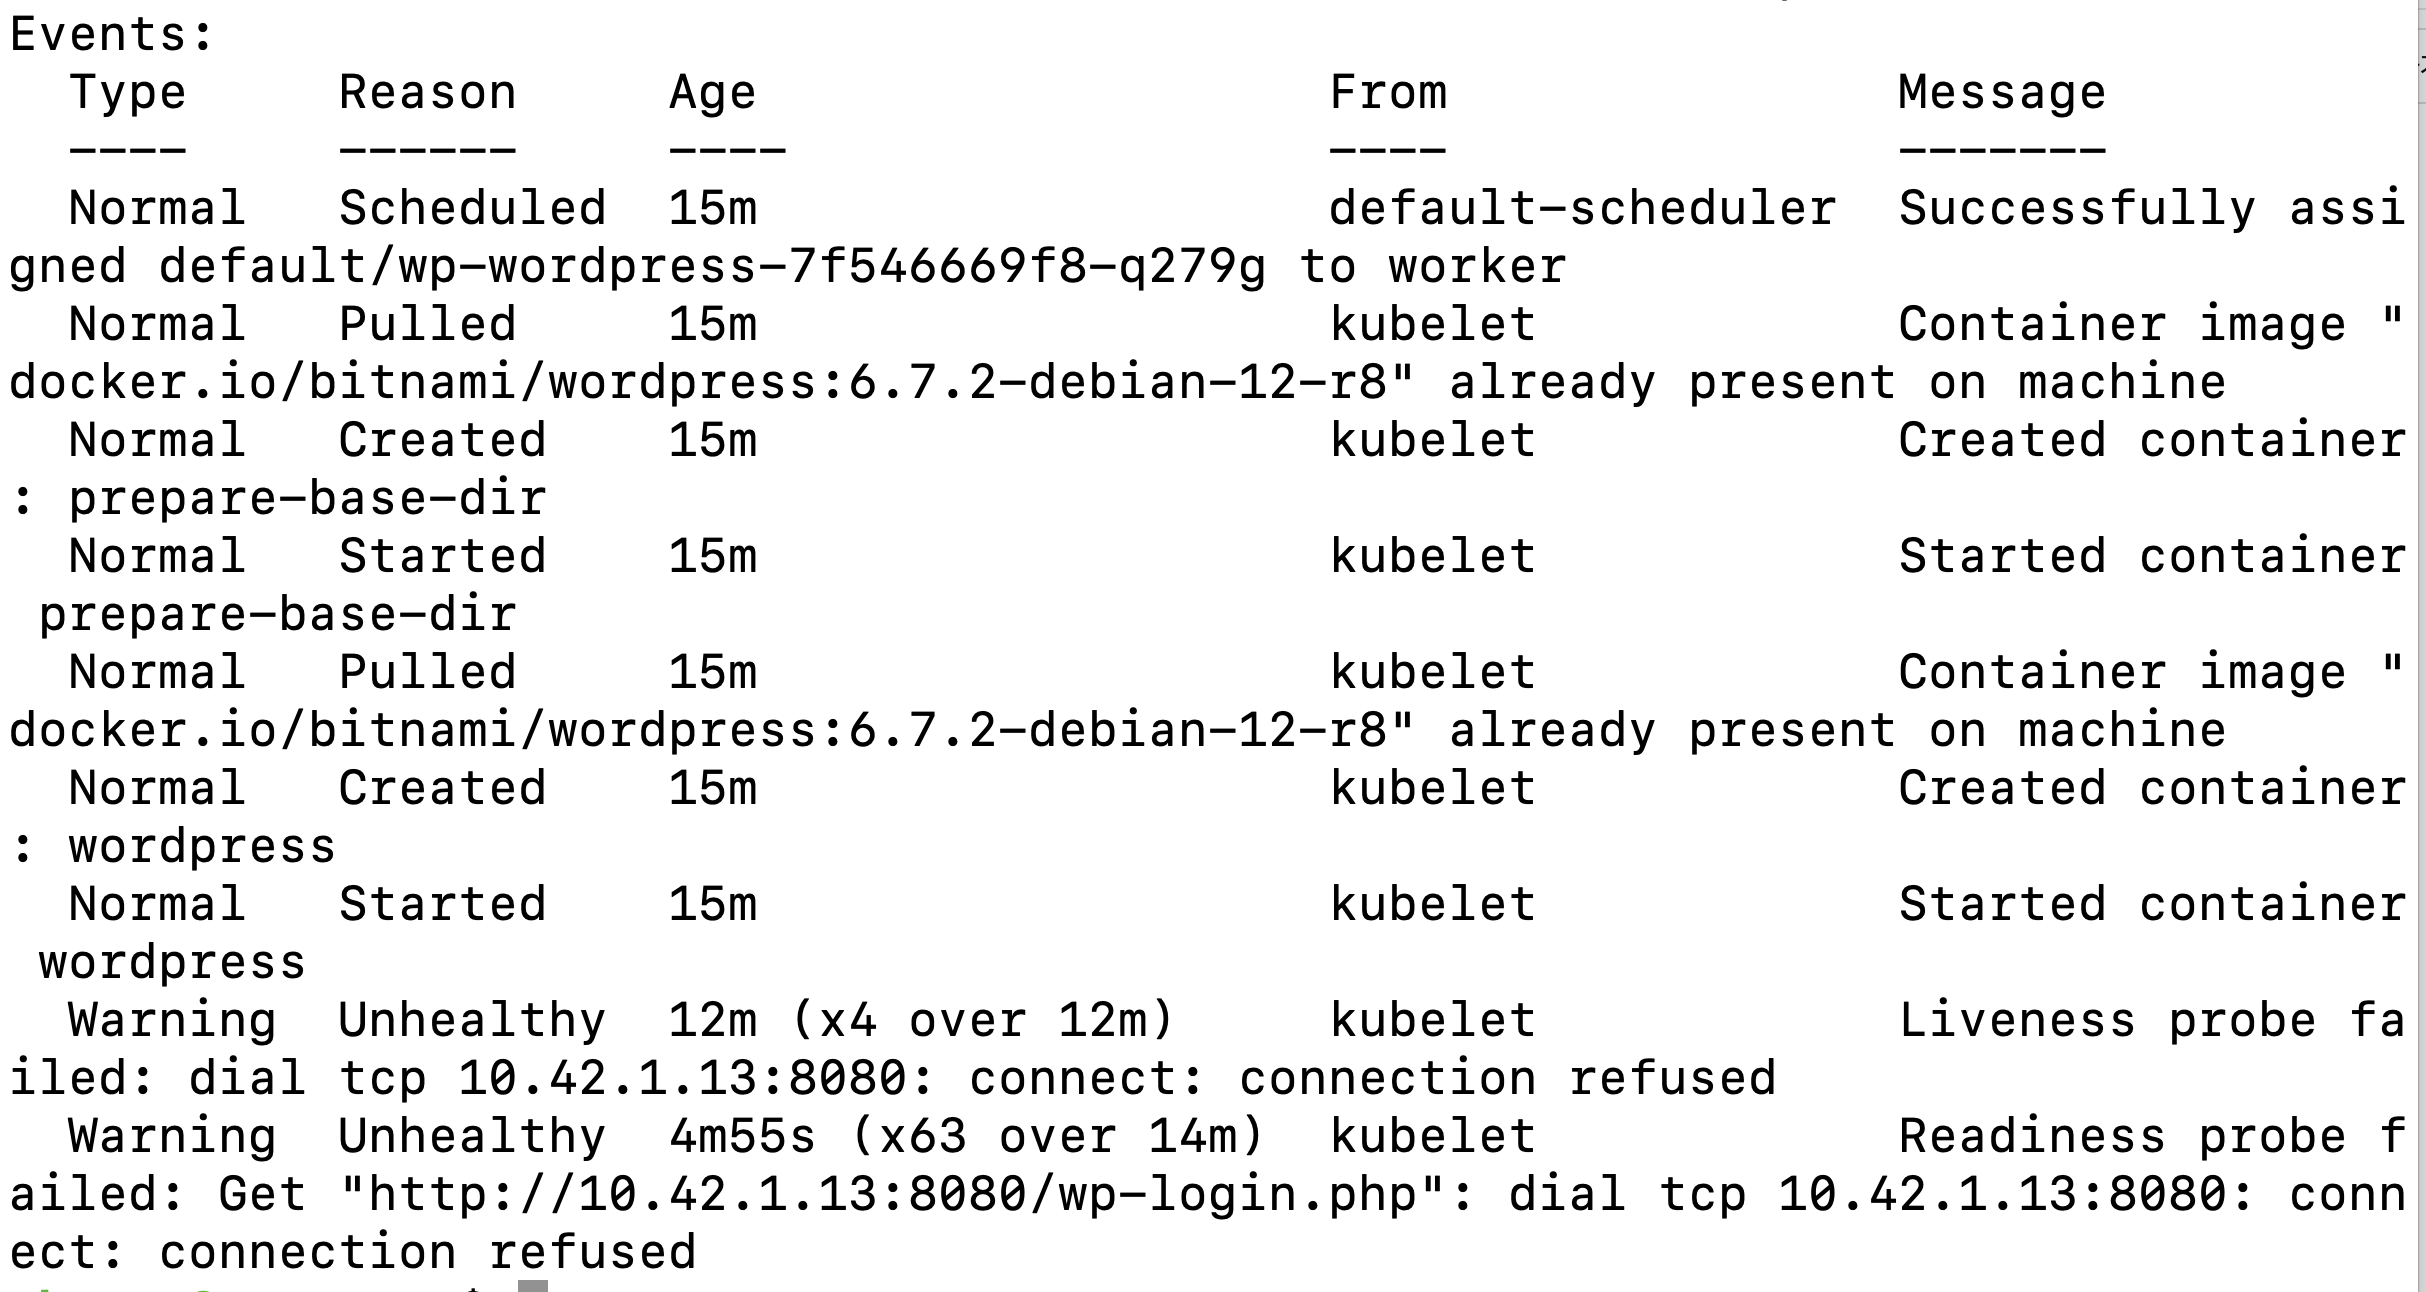 Events:
  Type     Reason     Age                   From               Message
  ----     ------     ----                  ----               -------
  Normal   Scheduled  15m                   default-scheduler  Successfully assi
gned default/wp-wordpress-7f546669f8-q279g to worker
  Normal   Pulled     15m                   kubelet            Container image "
docker.io/bitnami/wordpress:6.7.2-debian-12-r8" already present on machine
  Normal   Created    15m                   kubelet            Created container
: prepare-base-dir
  Normal   Started    15m                   kubelet            Started container
 prepare-base-dir
  Normal   Pulled     15m                   kubelet            Container image "
docker.io/bitnami/wordpress:6.7.2-debian-12-r8" already present on machine
  Normal   Created    15m                   kubelet            Created container
: wordpress
  Normal   Started    15m                   kubelet            Started container
 wordpress
  Warning  Unhealthy  12m (x4 over 12m)     kubelet            Liveness probe fa
iled: dial tcp 10.42.1.13:8080: connect: connection refused
  Warning  Unhealthy  4m55s (x63 over 14m)  kubelet            Readiness probe f
ailed: Get "http://10.42.1.13:8080/wp-login.php": dial tcp 10.42.1.13:8080: conn
ect: connection refused